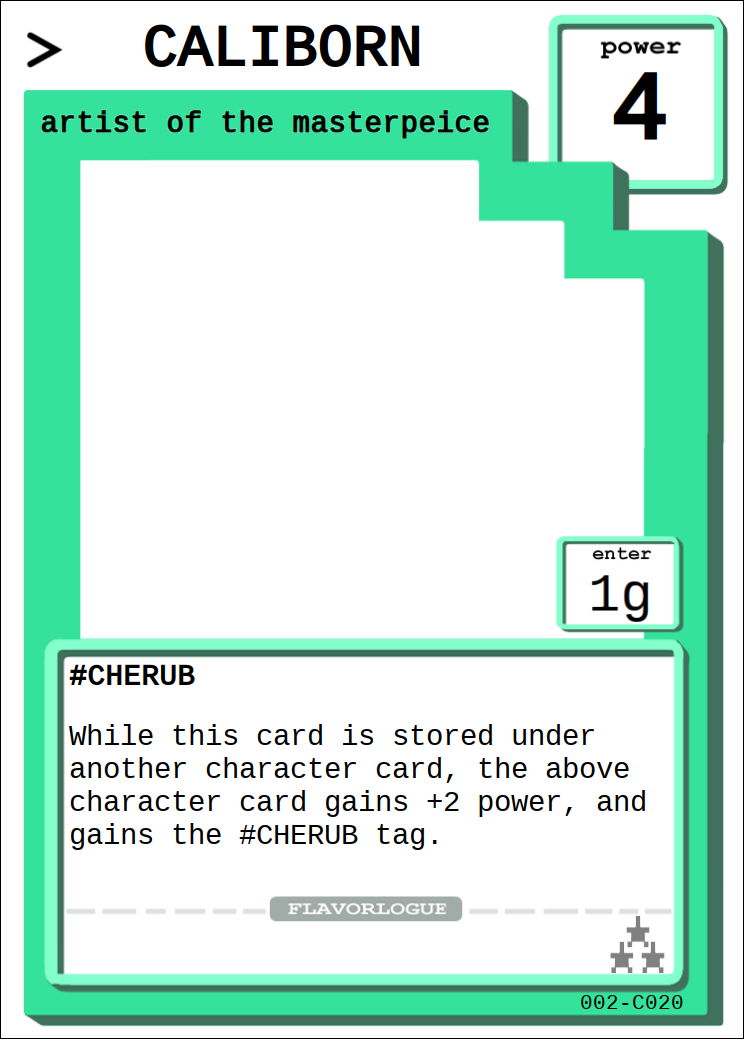 > CALIBORN
power
4
artist of the masterpeice
enter
1g
#CHERUB
While this card is stored under
another character card, the above
character card gains +2 power, and
gains the #CHERUB tag.
FLAVORLOGUE
002-C020